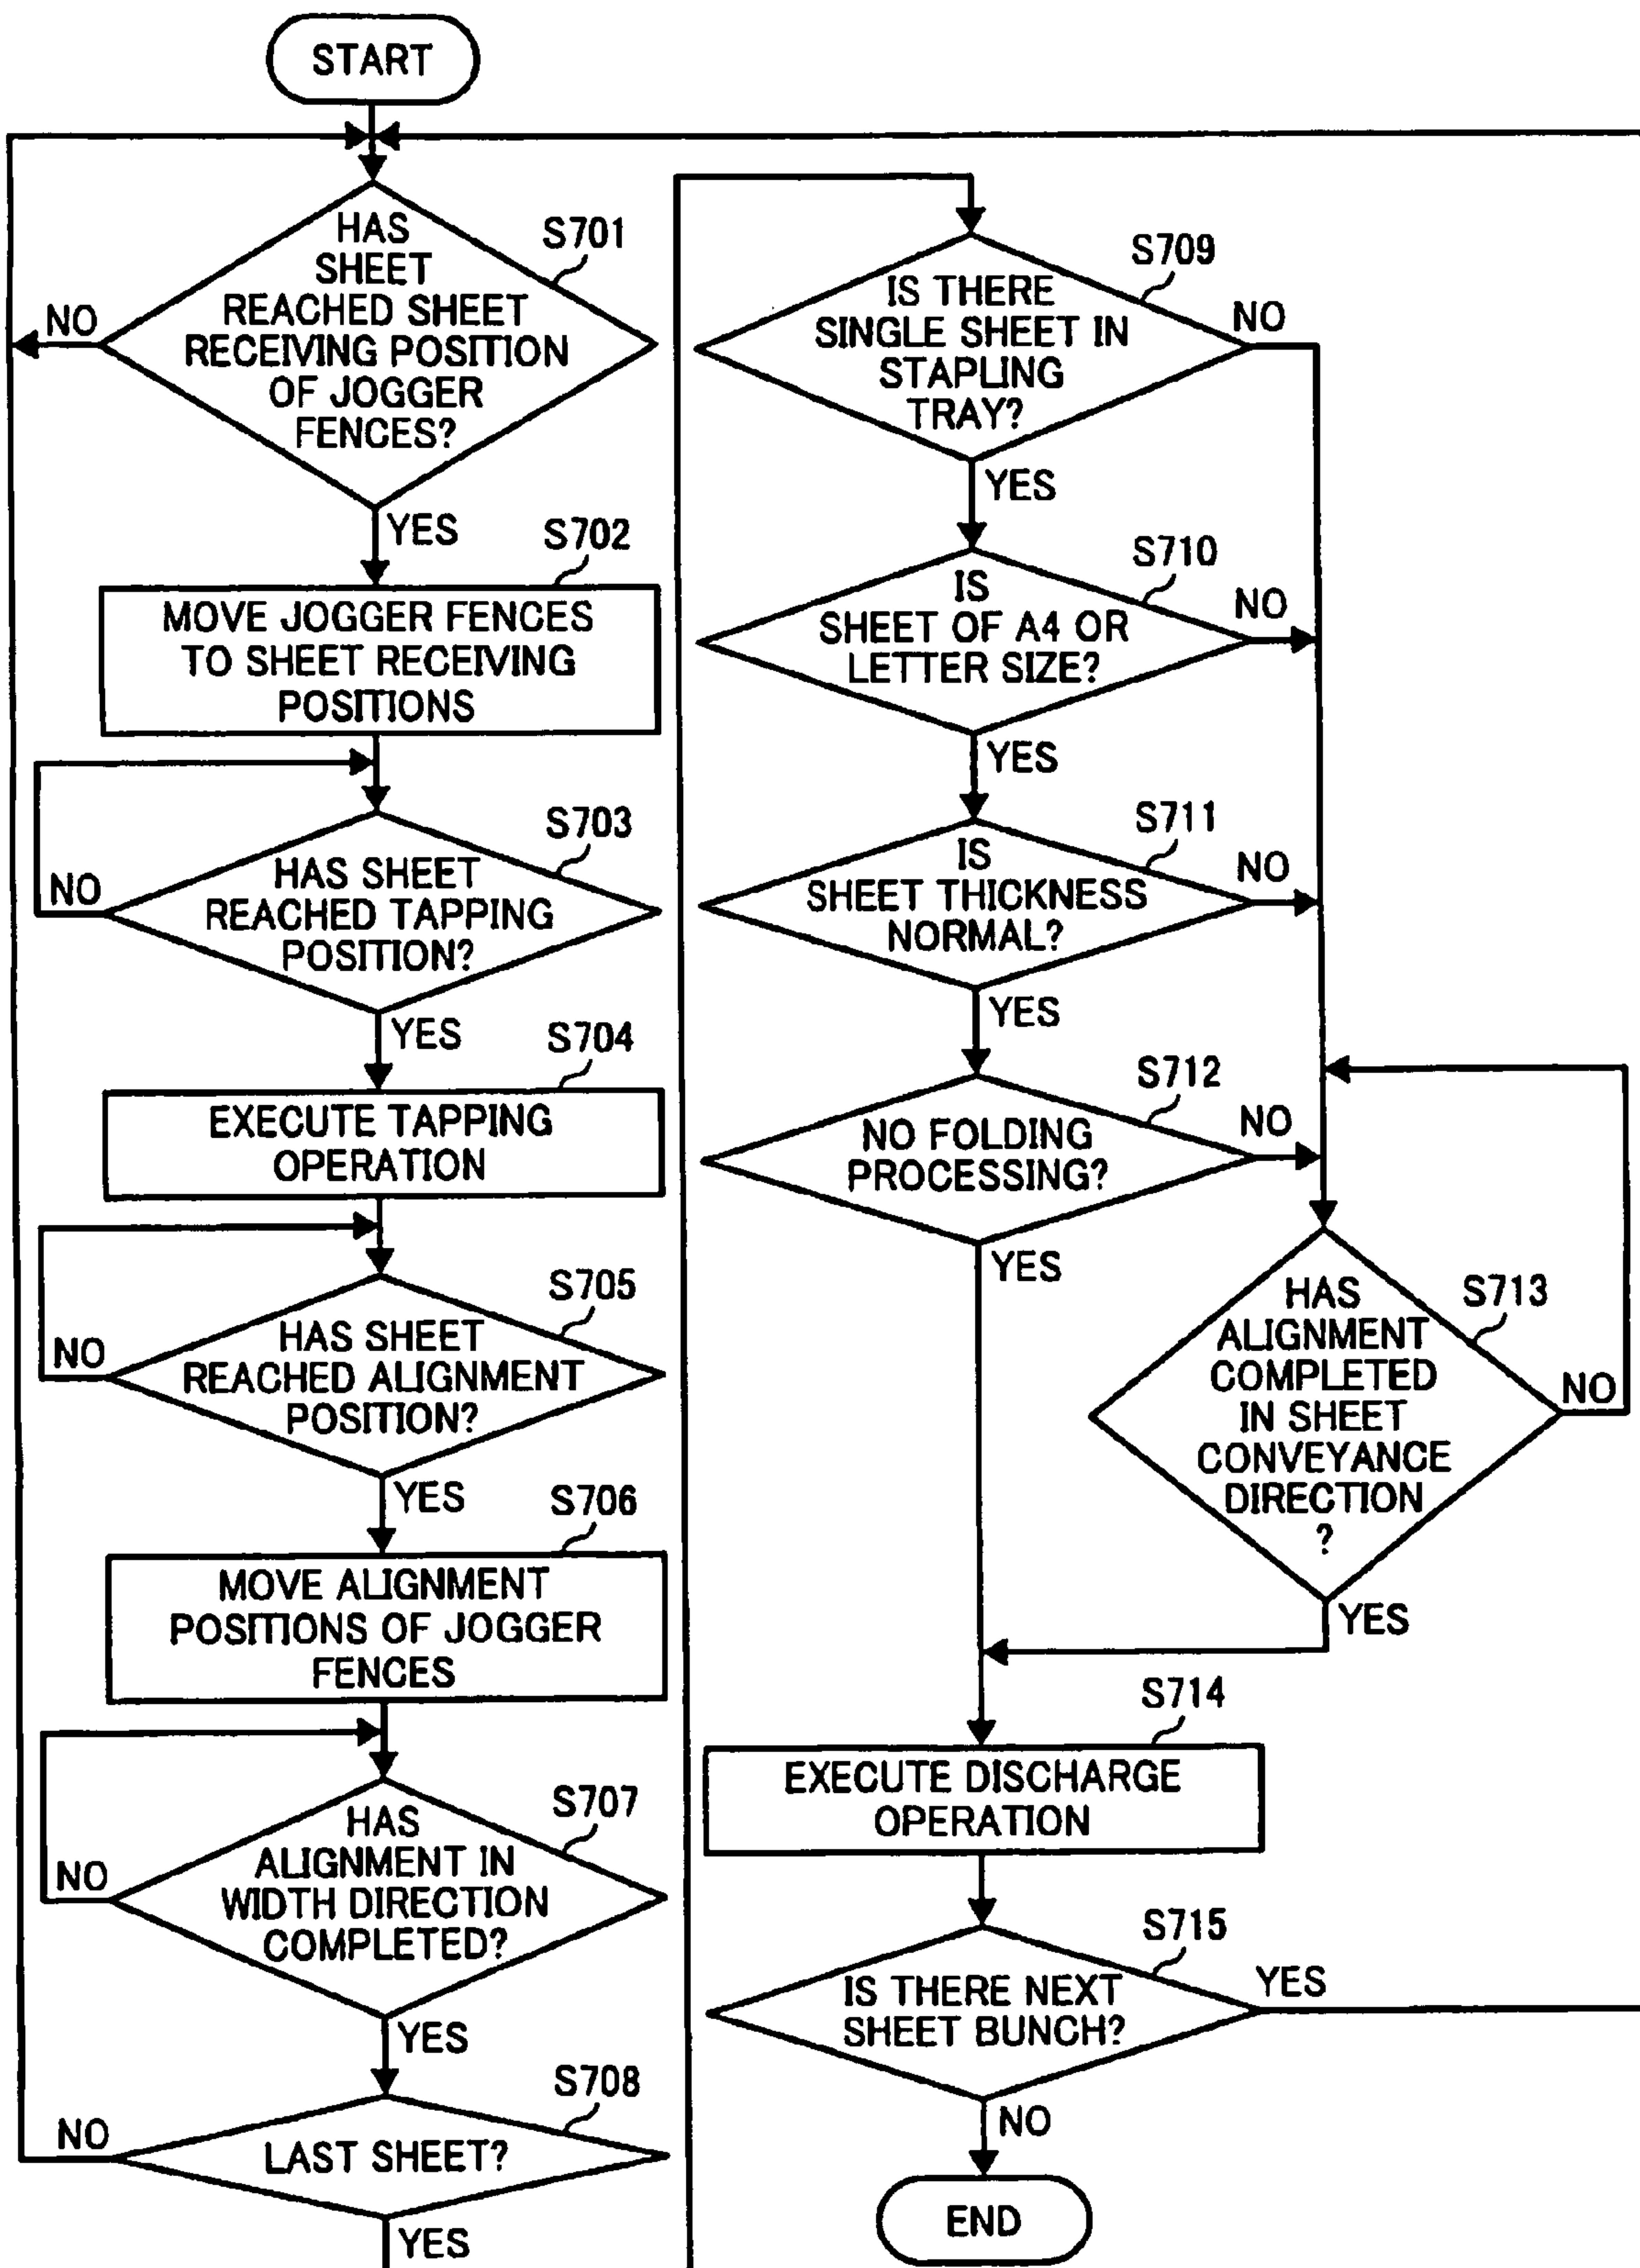 START
HAS
SHEET
REACHED SHEET
RECEIVING POSITION
OF JOGGER
FENCES?
S701
NO
YES
S702
MOVE JOGGER FENCES
TO SHEET RECEIVING
POSITIONS
S703
HAS SHEET
REACHED TAPPING
POSITION?
NO
YES
S704
EXECUTE TAPPING
OPERATION
S705
HAS SHEET
REACHED ALIGNMENT
POSITION?
NO
YES
S706
MOVE ALIGNMENT
POSITIONS OF JOGGER
FENCES
S707
HAS
ALIGNMENT IN
WIDTH DIRECTION
COMPLETED?
NO
YES
S708
LAST SHEET?
NO
YES
S709
IS THERE
SINGLE SHEET IN
STAPLING
TRAY?
NO
YES
S710
IS
SHEET OF A4 OR
LETTER SIZE?
NO
YES
S711
IS
SHEET THICKNESS
NORMAL?
NO
YES
S712
NO FOLDING
PROCESSING?
NO
YES
S713
HAS
ALIGNMENT
COMPLETED
IN SHEET
CONVEYANCE
DIRECTION
?
NO
YES
S714
EXECUTE DISCHARGE
OPERATION
S715
IS THERE NEXT
SHEET BUNCH?
YES
NO
END